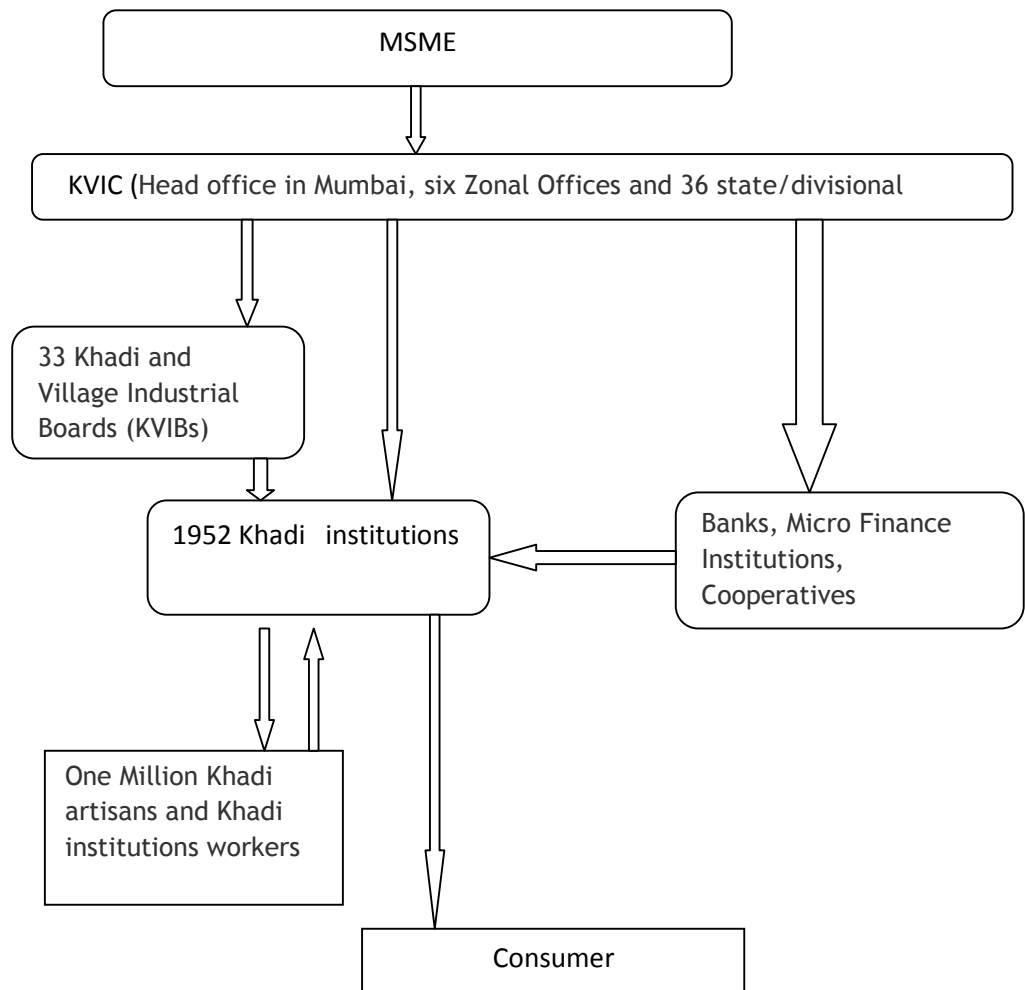 MSME
KVIC (Head office in Mumbai, six Zonal Offices and 36 state/divisional
33 Khadi and
Village Industrial
Boards (KVIBs)
1952 Khadi institutions
Banks, Micro Finance
Institutions,
Cooperatives
One Million Khadi
artisans and Khadi
institutions workers
Consumer